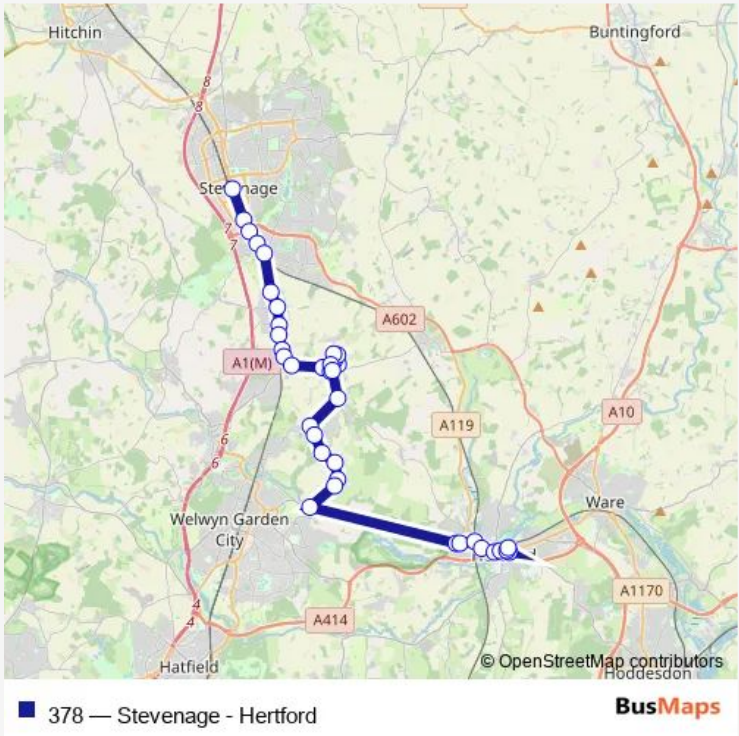 Hitchin
Buntingford
8
8
Stevenage
7
7
A602
A1(M)
A10
A119
6
6
Ware
Welwyn Garden
City
A1170
4
4
A414
Hatfield
© OpenStreetMap contributors
Hoddesdon
378 — Stevenage - Hertford
BusMaps